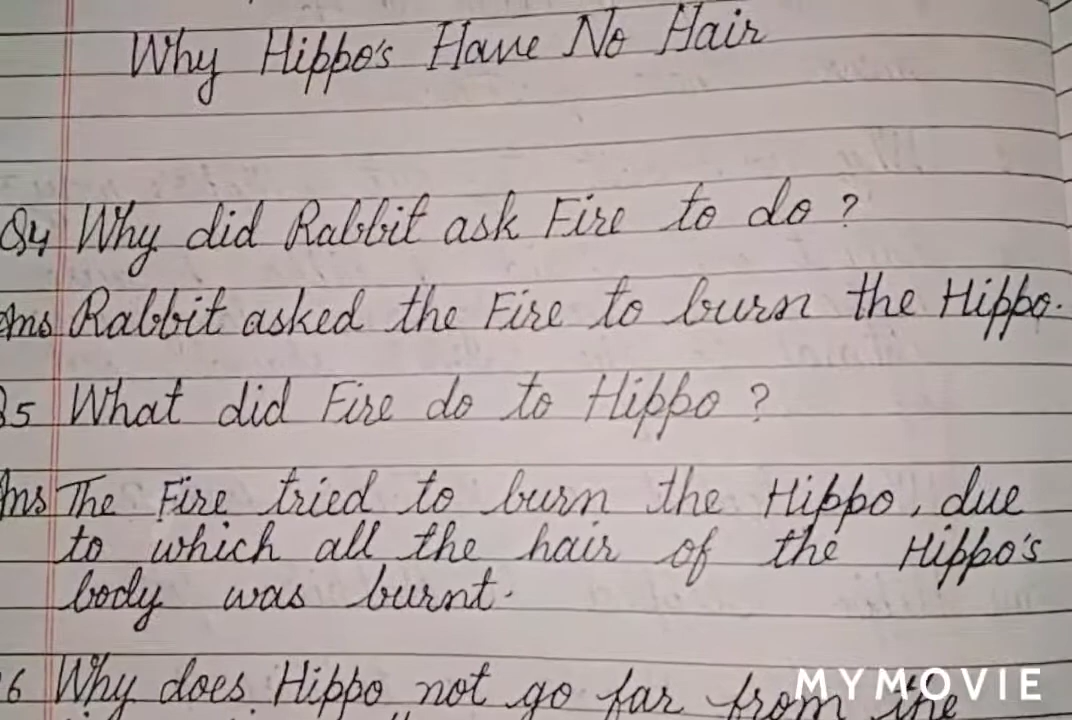 Why Hippo's Have No Hair
Q4 Why did Rabbit ask Fire to do ?
Ans Rabbit asked the Fire to burn the Hippo.
Q5 What did Fire do to Hippo ?
Ans The Fire tried to burn the Hippo, due
to which all the hair of the Hippo's
body was burnt.
6 Why does Hippo not go far from the
MYMOVIE